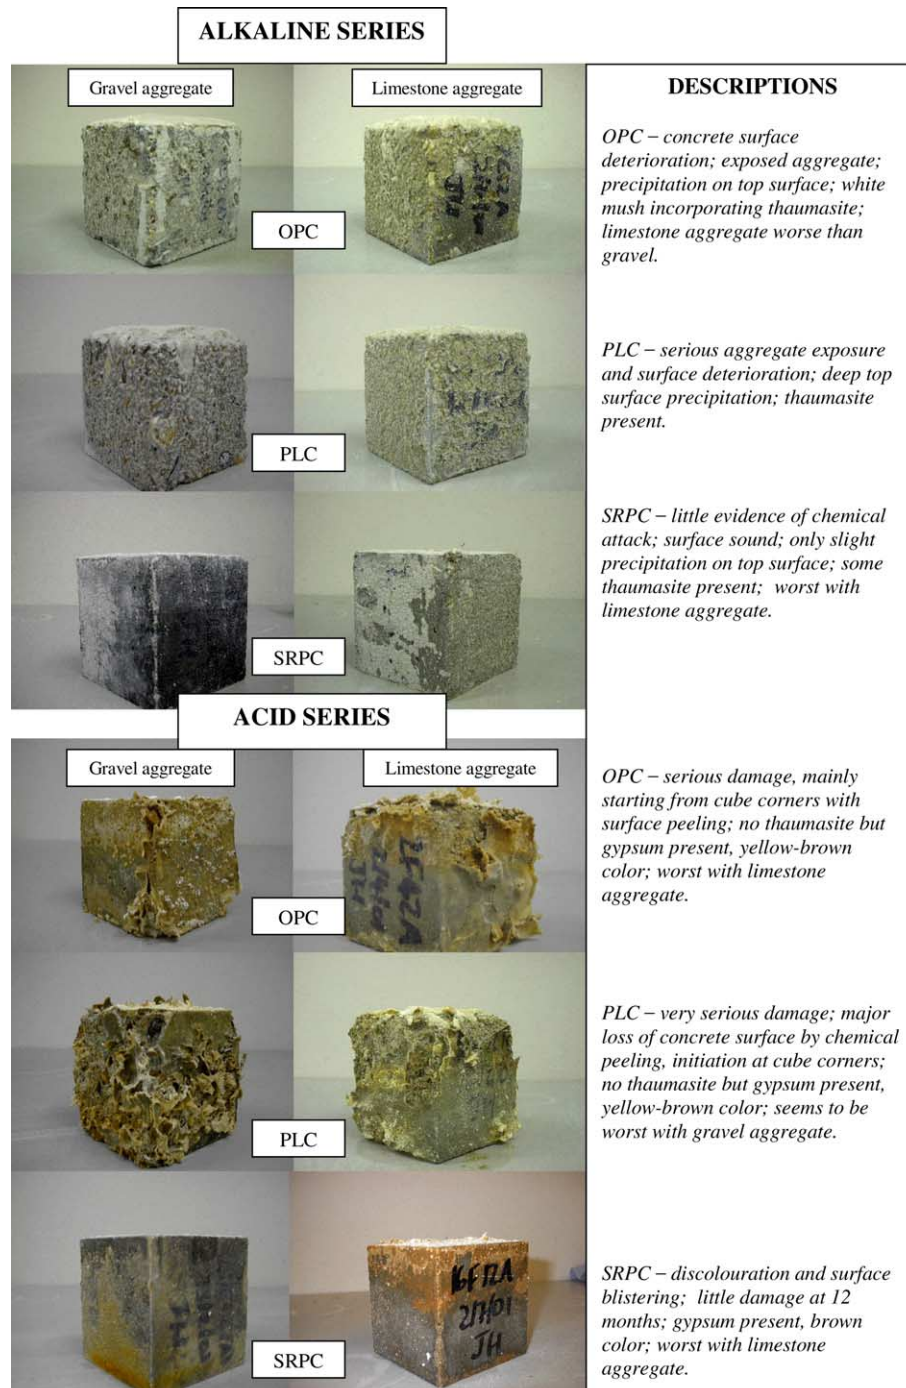 ALKALINE SERIES
Gravel aggregate
Limestone aggregate
DESCRIPTIONS
OPC
OPC – concrete surface
deterioration; exposed aggregate;
precipitation on top surface; white
mush incorporating thaumasite;
limestone aggregate worse than
gravel.
PLC
PLC – serious aggregate exposure
and surface deterioration; deep top
surface precipitation; thaumasite
present.
SRPC
SRPC – little evidence of chemical
attack; surface sound; only slight
precipitation on top surface; some
thaumasite present; worst with
limestone aggregate.
ACID SERIES
Gravel aggregate
Limestone aggregate
OPC
OPC – serious damage, mainly
starting from cube corners with
surface peeling; no thaumasite but
gypsum present, yellow-brown
color; worst with limestone
aggregate.
PLC
PLC – very serious damage; major
loss of concrete surface by chemical
peeling, initiation at cube corners;
no thaumasite but gypsum present,
yellow-brown color; seems to be
worst with gravel aggregate.
16F17A
2/7/01
JH
SRPC
SRPC – discolouration and surface
blistering; little damage at 12
months; gypsum present, brown
color; worst with limestone
aggregate.